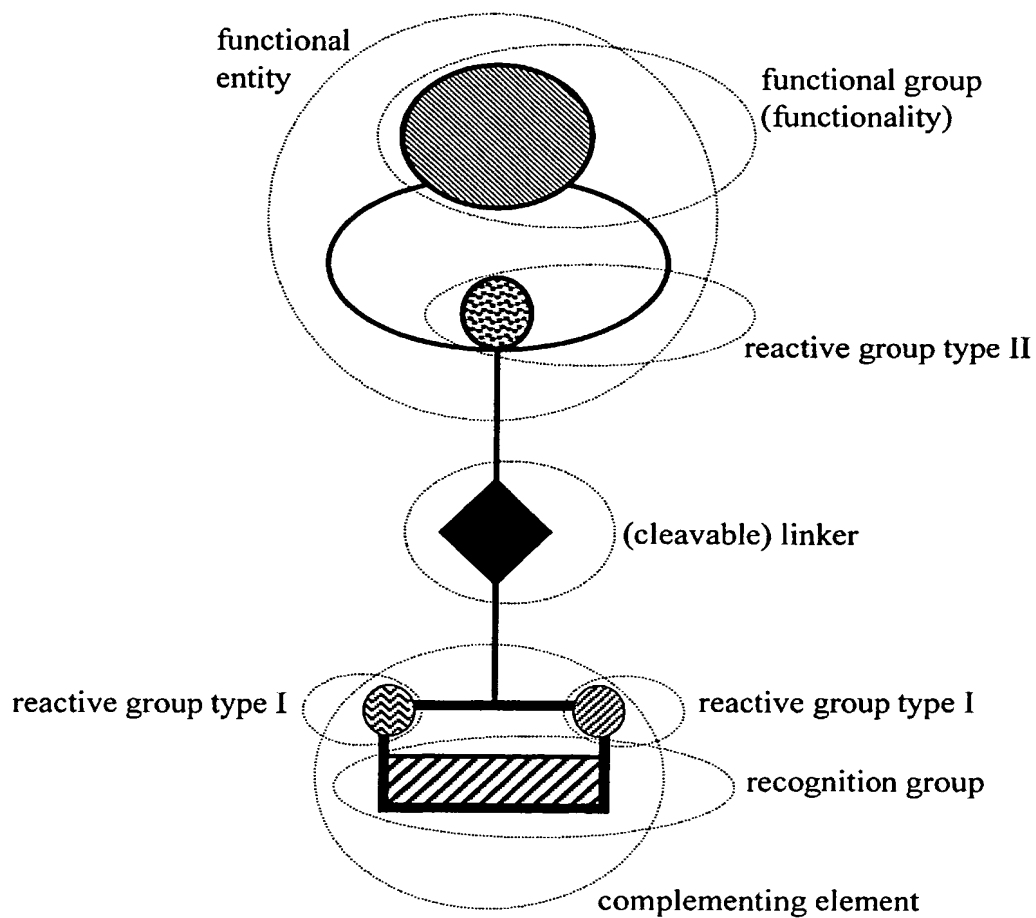 functional
entity
functional group
(functionality)
reactive group type II
(cleavable) linker
reactive group type I
reactive group type I
recognition group
complementing element